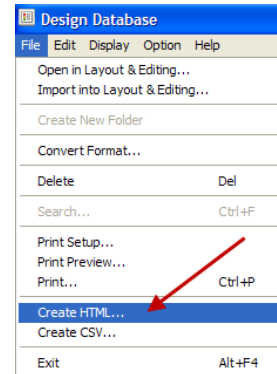 Design Database
File Edit Display Option Help
Open in Layout & Editing...
Import into Layout & Editing...
Create New Folder
Convert Format...
Delete Del
Search... Ctrl+F
Print Setup...
Print Preview...
Print... Ctrl+P
Create HTML...
Create CSV...
Exit Alt+F4